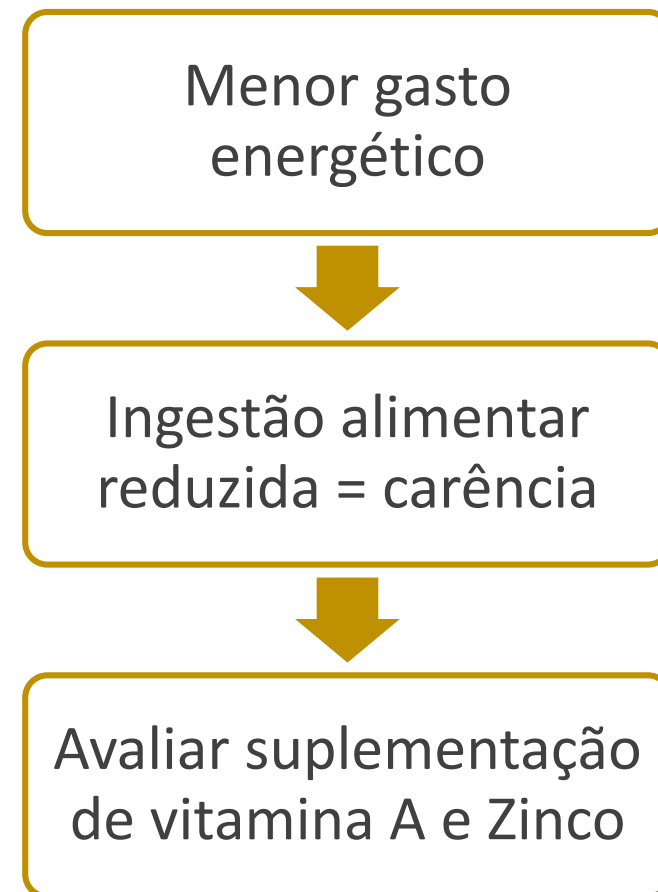 Menor gasto
energético
Ingestão alimentar
reduzida = carência
Avaliar suplementação
de vitamina A e Zinco